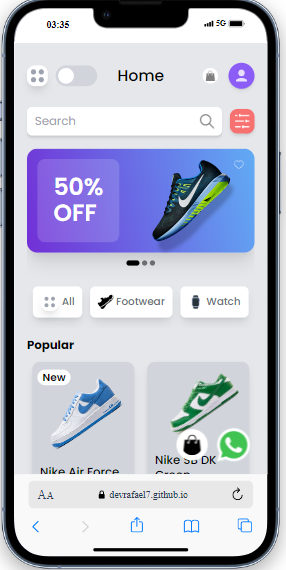 03:35 5G
Home
Search
50%
OFF
All Footwear Watch
Popular
New
Nike Air Force Nike SB DK
Green
AA devrafael7.github.io